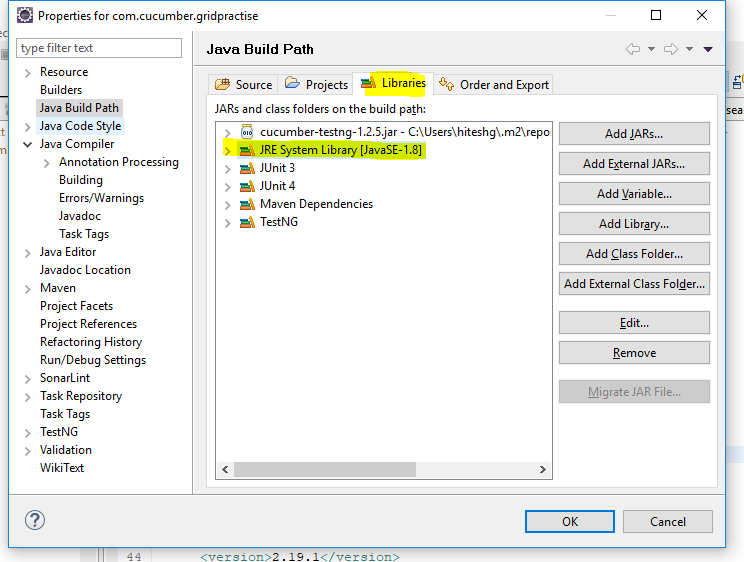 Properties for com.cucumber.gridpractise
type filter text
Resource
Builders
Java Build Path
Java Code Style
Java Compiler
Annotation Processing
Building
Errors/Warnings
Javadoc
Task Tags
Java Editor
Javadoc Location
Maven
Project Facets
Project References
Refactoring History
Run/Debug Settings
SonarLint
Task Repository
Task Tags
TestNG
Validation
WikiText
Java Build Path
Source
Projects
Libraries
Order and Export
JARs and class folders on the build path:
cucumber-testng-1.2.5.jar - C:\Users\hiteshg\.m2\repo
JRE System Library [JavaSE-1.8]
JUnit 3
JUnit 4
Maven Dependencies
TestNG
Add JARs...
Add External JARs...
Add Variable...
Add Library...
Add Class Folder...
Add External Class Folder...
Edit...
Remove
Migrate JAR File...
OK
Cancel
sea
44 <version>2.19.1</version>